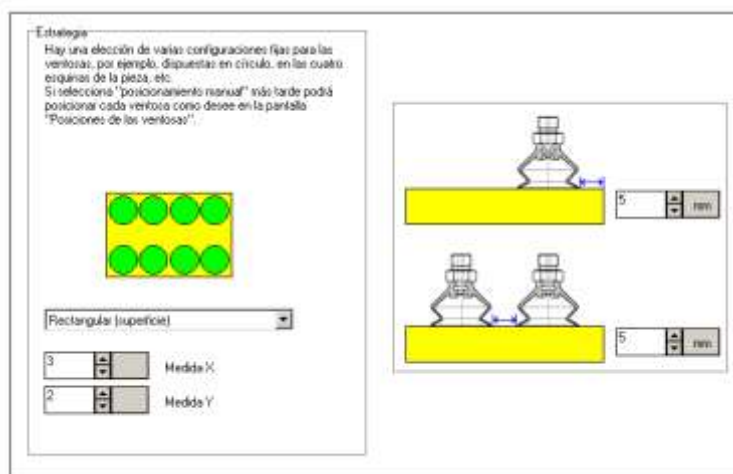 Estrategia
Hay una elección de varias configuraciones fijas para las
ventosas, por ejemplo, dispuestas en círculo, en las cuatro
esquinas de la pieza, etc.
Si selecciona "posicionamiento manual" más tarde podrá
posicionar cada ventosa como desee en la pantalla
"Posiciones de las ventosas".
5 mm
Rectangular (superficie)
5 mm
3 Medida X
2 Medida Y